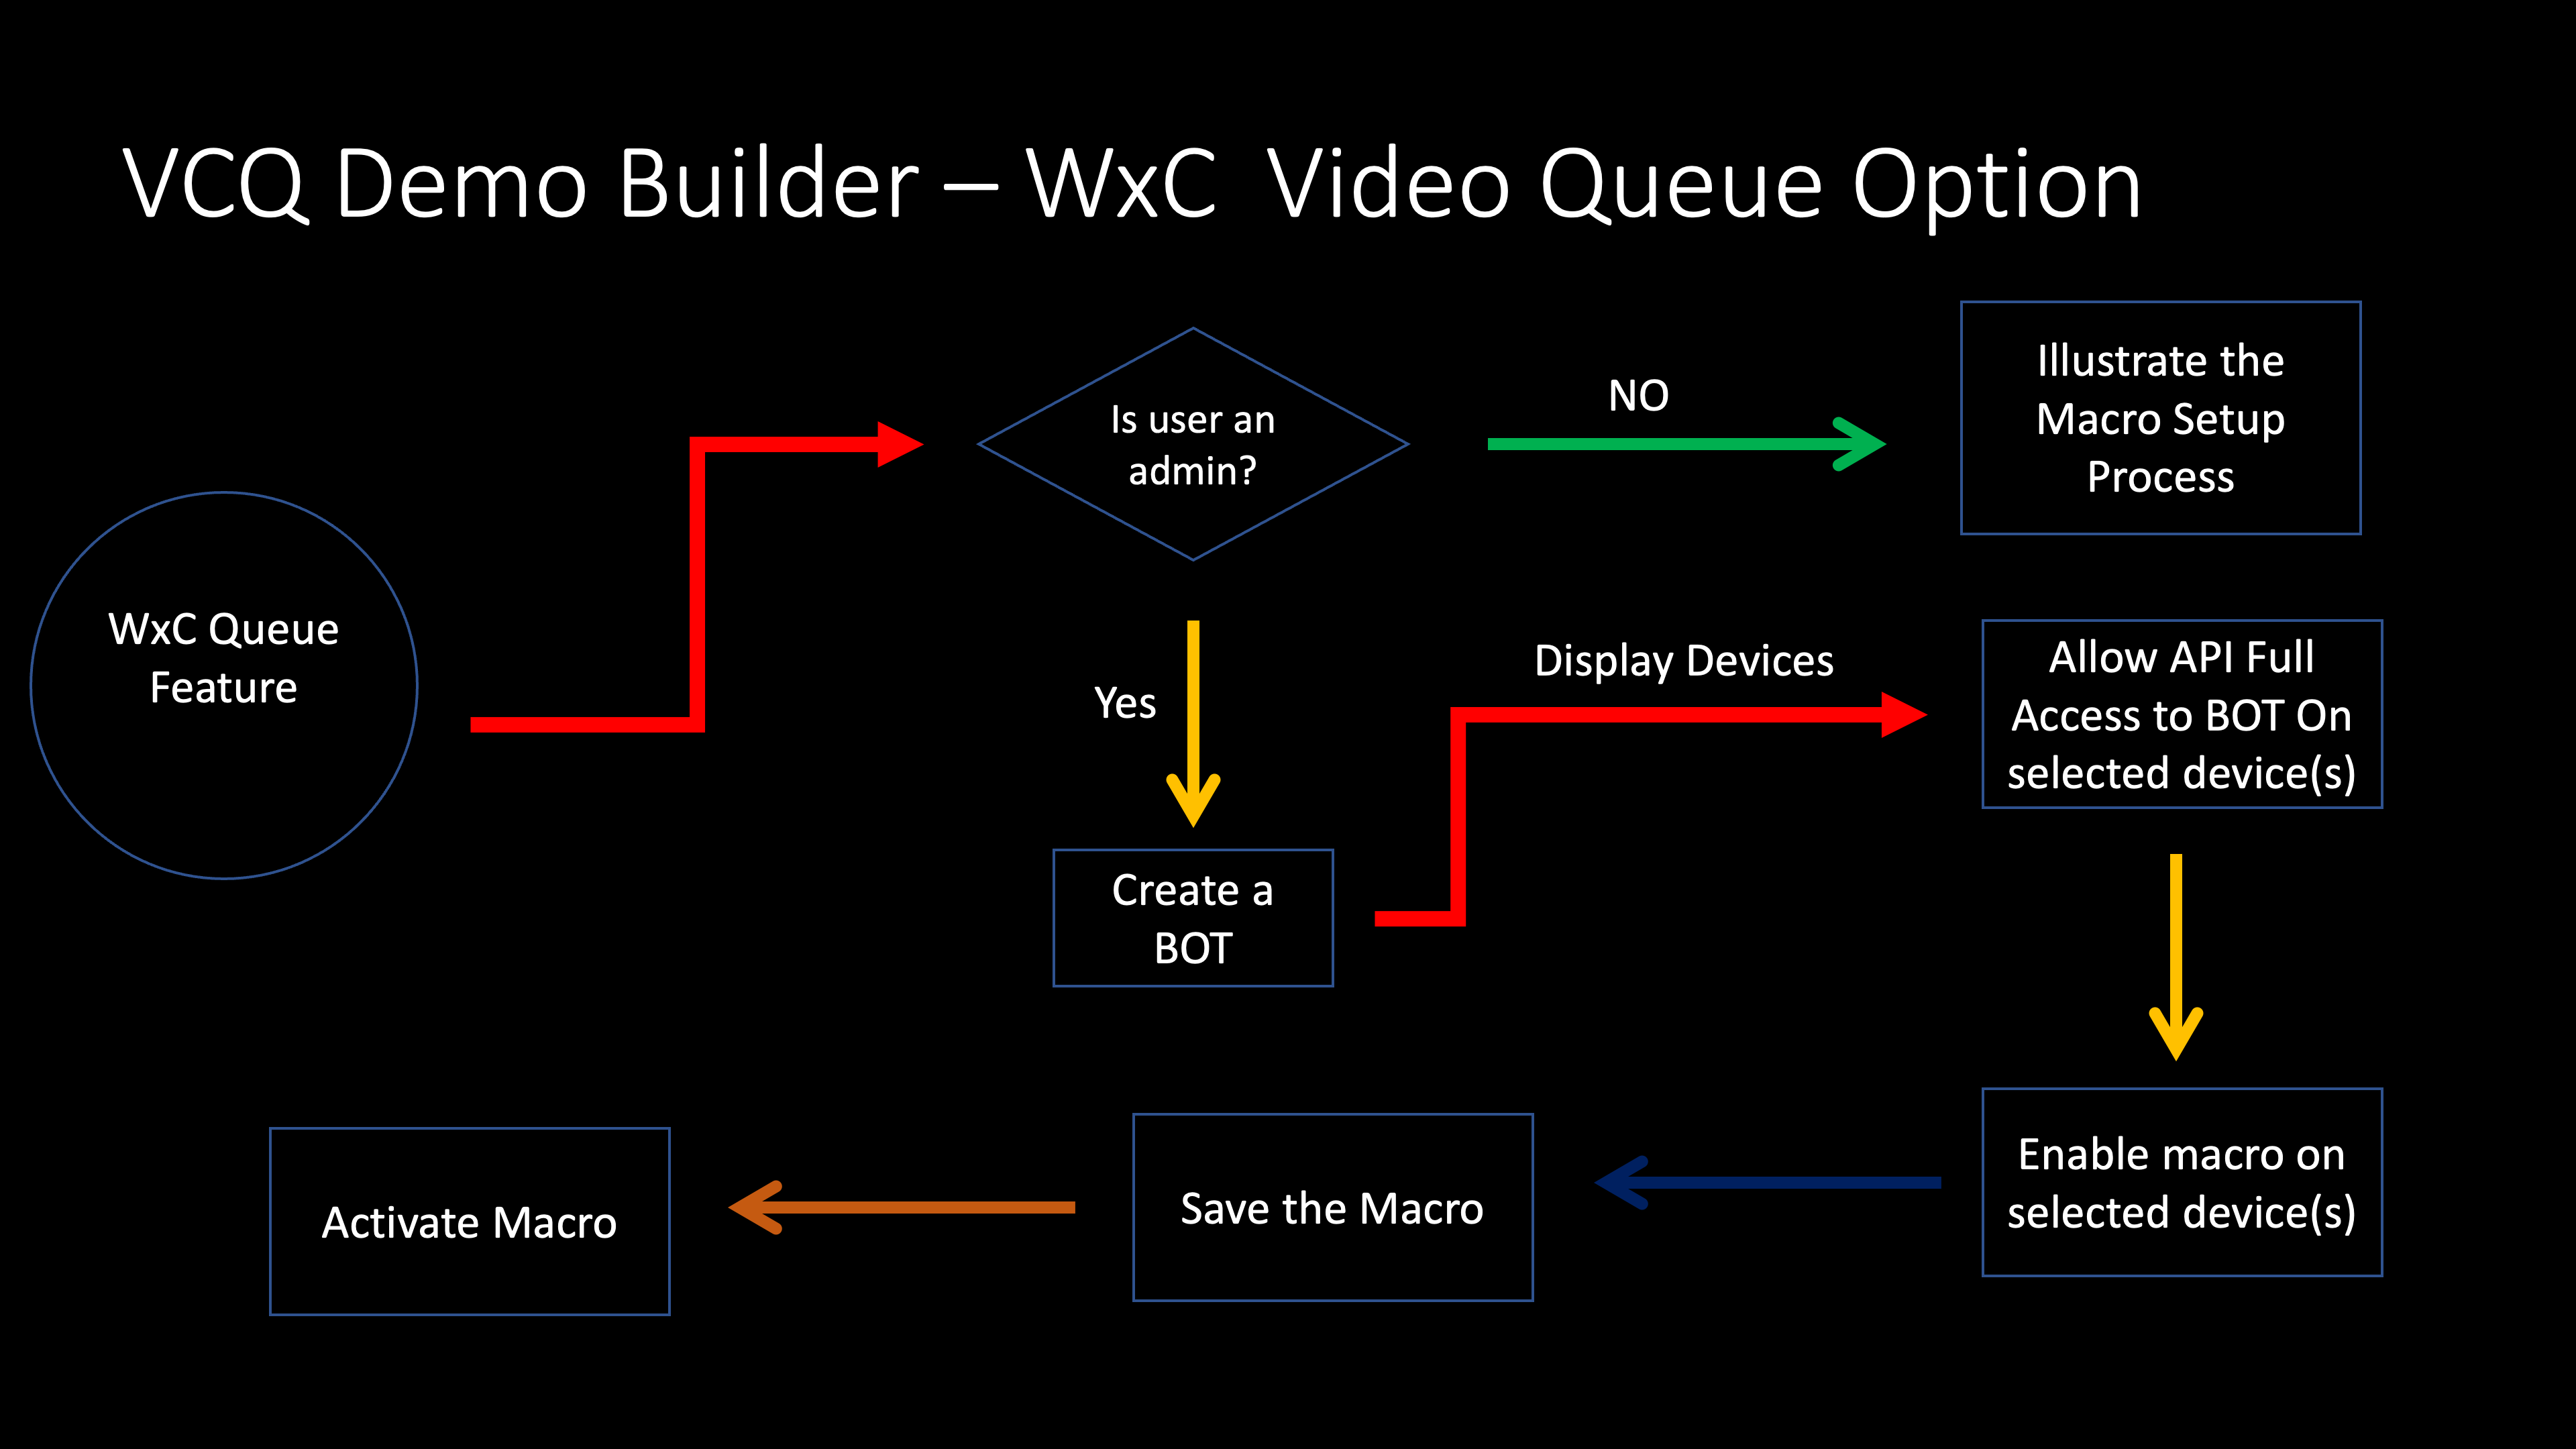 VCQ Demo Builder – WxC  Video Queue Option
Is user an
admin?
NO
Illustrate the
Macro Setup
Process
WxC Queue
Feature
Yes
Display Devices
Allow API Full
Access to BOT On
selected device(s)
Create a
BOT
Enable macro on
selected device(s)
Save the Macro
Activate Macro